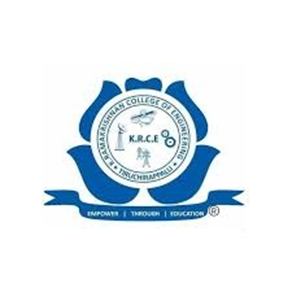 K.RAMAKRISHNAN COLLEGE OF ENGINEERING
K.R.C.E
TIRUCHIRAPPALLI
EMPOWER | THROUGH | EDUCATION ®